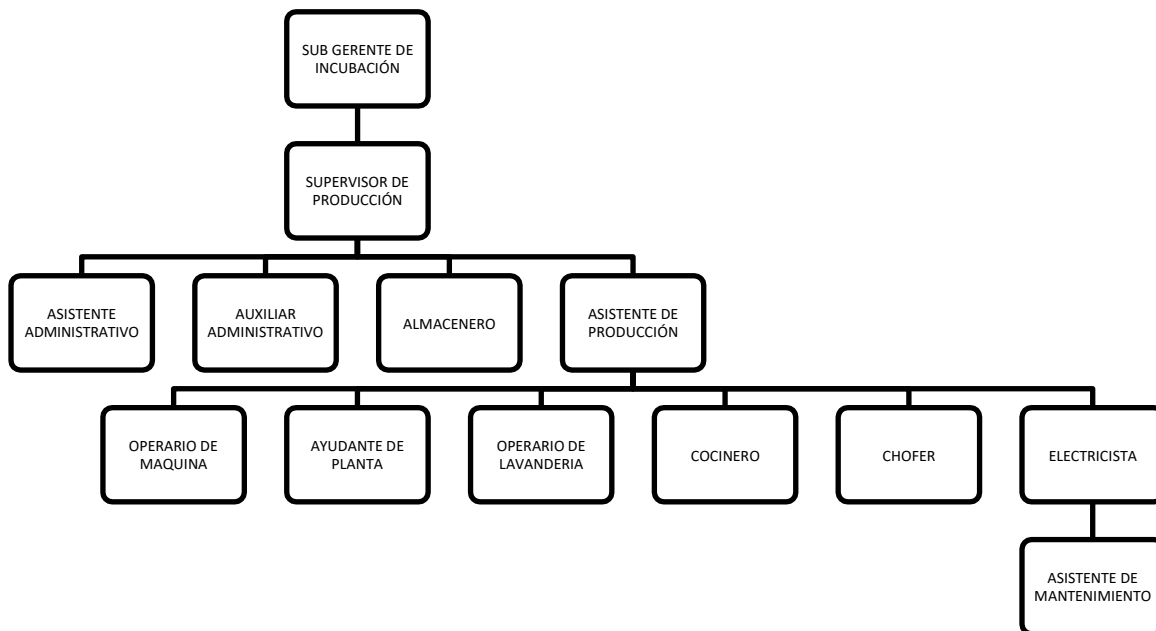 SUB GERENTE DE
INCUBACIÓN
SUPERVISOR DE
PRODUCCIÓN
ASISTENTE
ADMINISTRATIVO
AUXILIAR
ADMINISTRATIVO
ALMACENERO
ASISTENTE DE
PRODUCCIÓN
OPERARIO DE
MAQUINA
AYUDANTE DE
PLANTA
OPERARIO DE
LAVANDERIA
COCINERO
CHOFER
ELECTRICISTA
ASISTENTE DE
MANTENIMIENTO